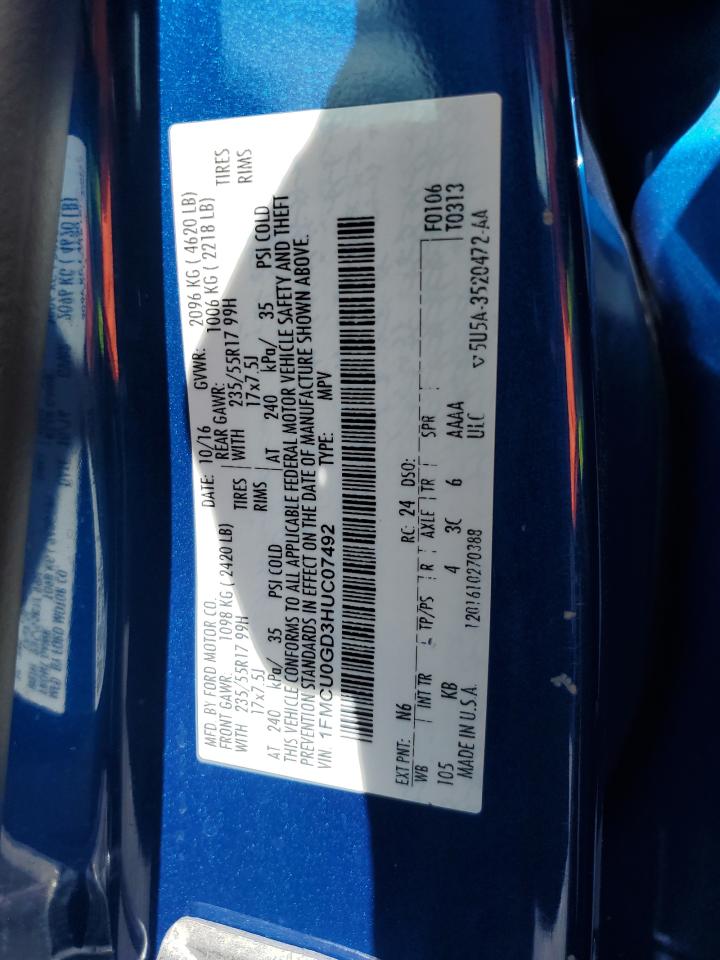 MFD BY FORD MOTOR CO. DATE: 10/16 GVWR: 2096 KG ( 4620 LB)
FRONT GAWR: 1098 KG ( 2420 LB) REAR GAWR: 1006 KG ( 2218 LB)
WITH 235/55R17 99H TIRES WITH 235/55R17 99H TIRES
17x7.5J RIMS 17x7.5J RIMS
AT 240 kPa/ 35 PSI COLD AT 240 kPa/ 35 PSI COLD
THIS VEHICLE CONFORMS TO ALL APPLICABLE FEDERAL MOTOR VEHICLE SAFETY AND THEFT
PREVENTION STANDARDS IN EFFECT ON THE DATE OF MANUFACTURE SHOWN ABOVE.
VIN: 1FMCU0GD3HUC07492 TYPE: MPV
EXT PNT: N6 RC: 24 DSO: F0106
WB INT TR TP/PS R AXLE TR SPR T0313
105 KB 4 3C 6 AAAA
MADE IN U.S.A. 1201610270388 UIC 5U5A-3520472-AA